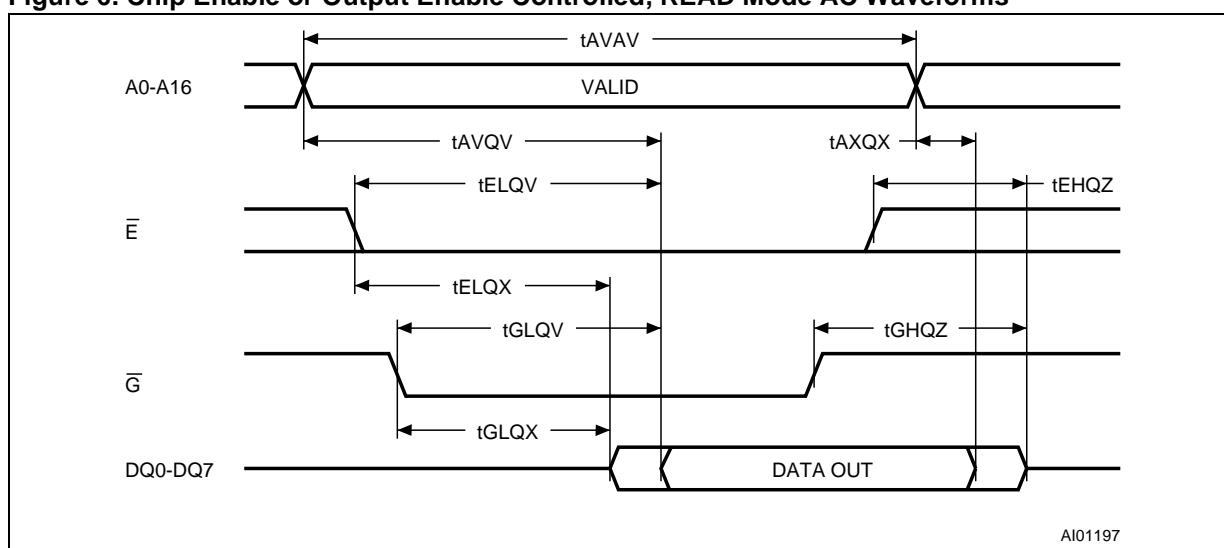 Figure 6. Chip Enable or Output Enable Controlled, READ Mode AC Waveforms
tAVAV
A0-A16
VALID
tAVQV
tAXQX
tELQV
tEHQZ
E
tELQX
tGLQV
tGHQZ
G
tGLQX
DQ0-DQ7
DATA OUT
AI01197